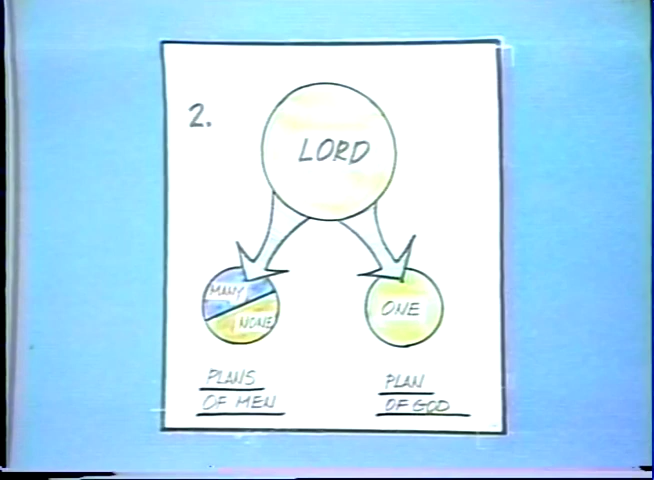 2.
LORD
MANY
NONE
ONE
PLANS
OF MEN
PLAN
OF GOD